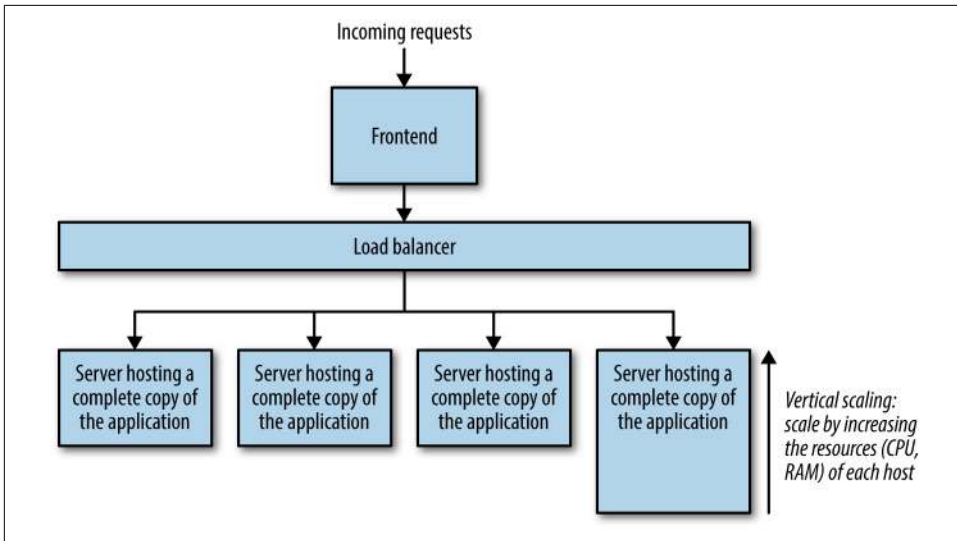 Incoming requests
Frontend
Load balancer
Server hosting a
complete copy of
the application
Server hosting a
complete copy of
the application
Server hosting a
complete copy of
the application
Server hosting a
complete copy of
the application
Vertical scaling:
scale by increasing
the resources (CPU,
RAM) of each host